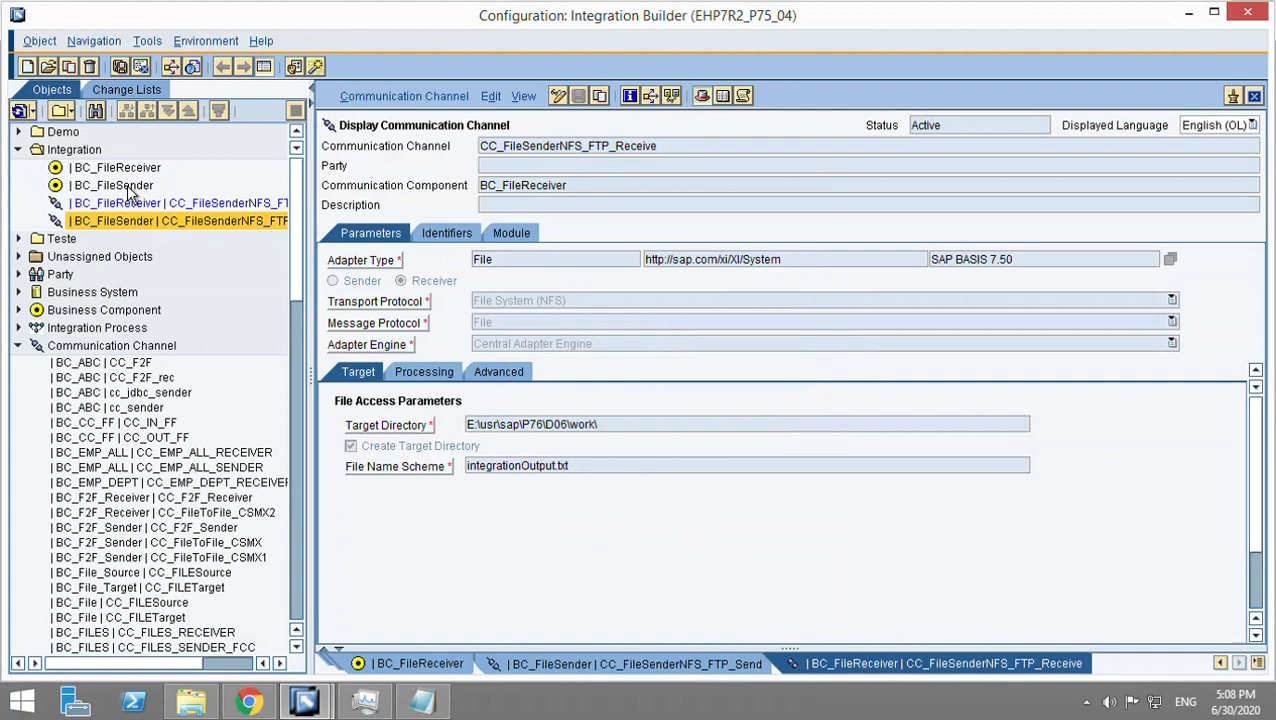 Configuration: Integration Builder (EHP7R2_P75_04)
Object Navigation Tools Environment Help
Objects Change Lists
Demo
Integration
| BC_FileReceiver
| BC_FileSender
| BC_FileReceiver | CC_FileSenderNFS_FT
| BC_FileSender | CC_FileSenderNFS_FTF
Teste
Unassigned Objects
Party
Business System
Business Component
Integration Process
Communication Channel
| BC_ABC | CC_F2F
| BC_ABC | CC_F2F_rec
| BC_ABC | cc_jdbc_sender
| BC_ABC | cc_sender
| BC_CC_FF | CC_IN_FF
| BC_CC_FF | CC_OUT_FF
| BC_EMP_ALL | CC_EMP_ALL_RECEIVER
| BC_EMP_ALL | CC_EMP_ALL_SENDER
| BC_EMP_DEPT | CC_EMP_DEPT_RECEIVER
| BC_F2F_Receiver | CC_F2F_Receiver
| BC_F2F_Receiver | CC_FileToFile_CSMX2
| BC_F2F_Sender | CC_F2F_Sender
| BC_F2F_Sender | CC_FileToFile_CSMX
| BC_F2F_Sender | CC_FileToFile_CSMX1
| BC_File_Source | CC_FILESource
| BC_File_Target | CC_FILETarget
| BC_File | CC_FILESource
| BC_File | CC_FILETarget
| BC_FILES | CC_FILES_RECEIVER
| BC_FILES | CC_FILES_SENDER_FCC
Communication Channel Edit View
Display Communication Channel Status Active Displayed Language English (OL)
Communication Channel CC_FileSenderNFS_FTP_Receive
Party
Communication Component BC_FileReceiver
Description
Parameters Identifiers Module
Adapter Type * File http://sap.com/xi/XI/System SAP BASIS 7.50
Sender Receiver
Transport Protocol * File System (NFS)
Message Protocol * File
Adapter Engine * Central Adapter Engine
Target Processing Advanced
File Access Parameters
Target Directory * E:\usr\sap\P76\D06\work\
Create Target Directory
File Name Scheme * integrationOutput.txt
| BC_FileReceiver | BC_FileSender | CC_FileSenderNFS_FTP_Send | BC_FileReceiver | CC_FileSenderNFS_FTP_Receive
ENG
5:08 PM
6/30/2020